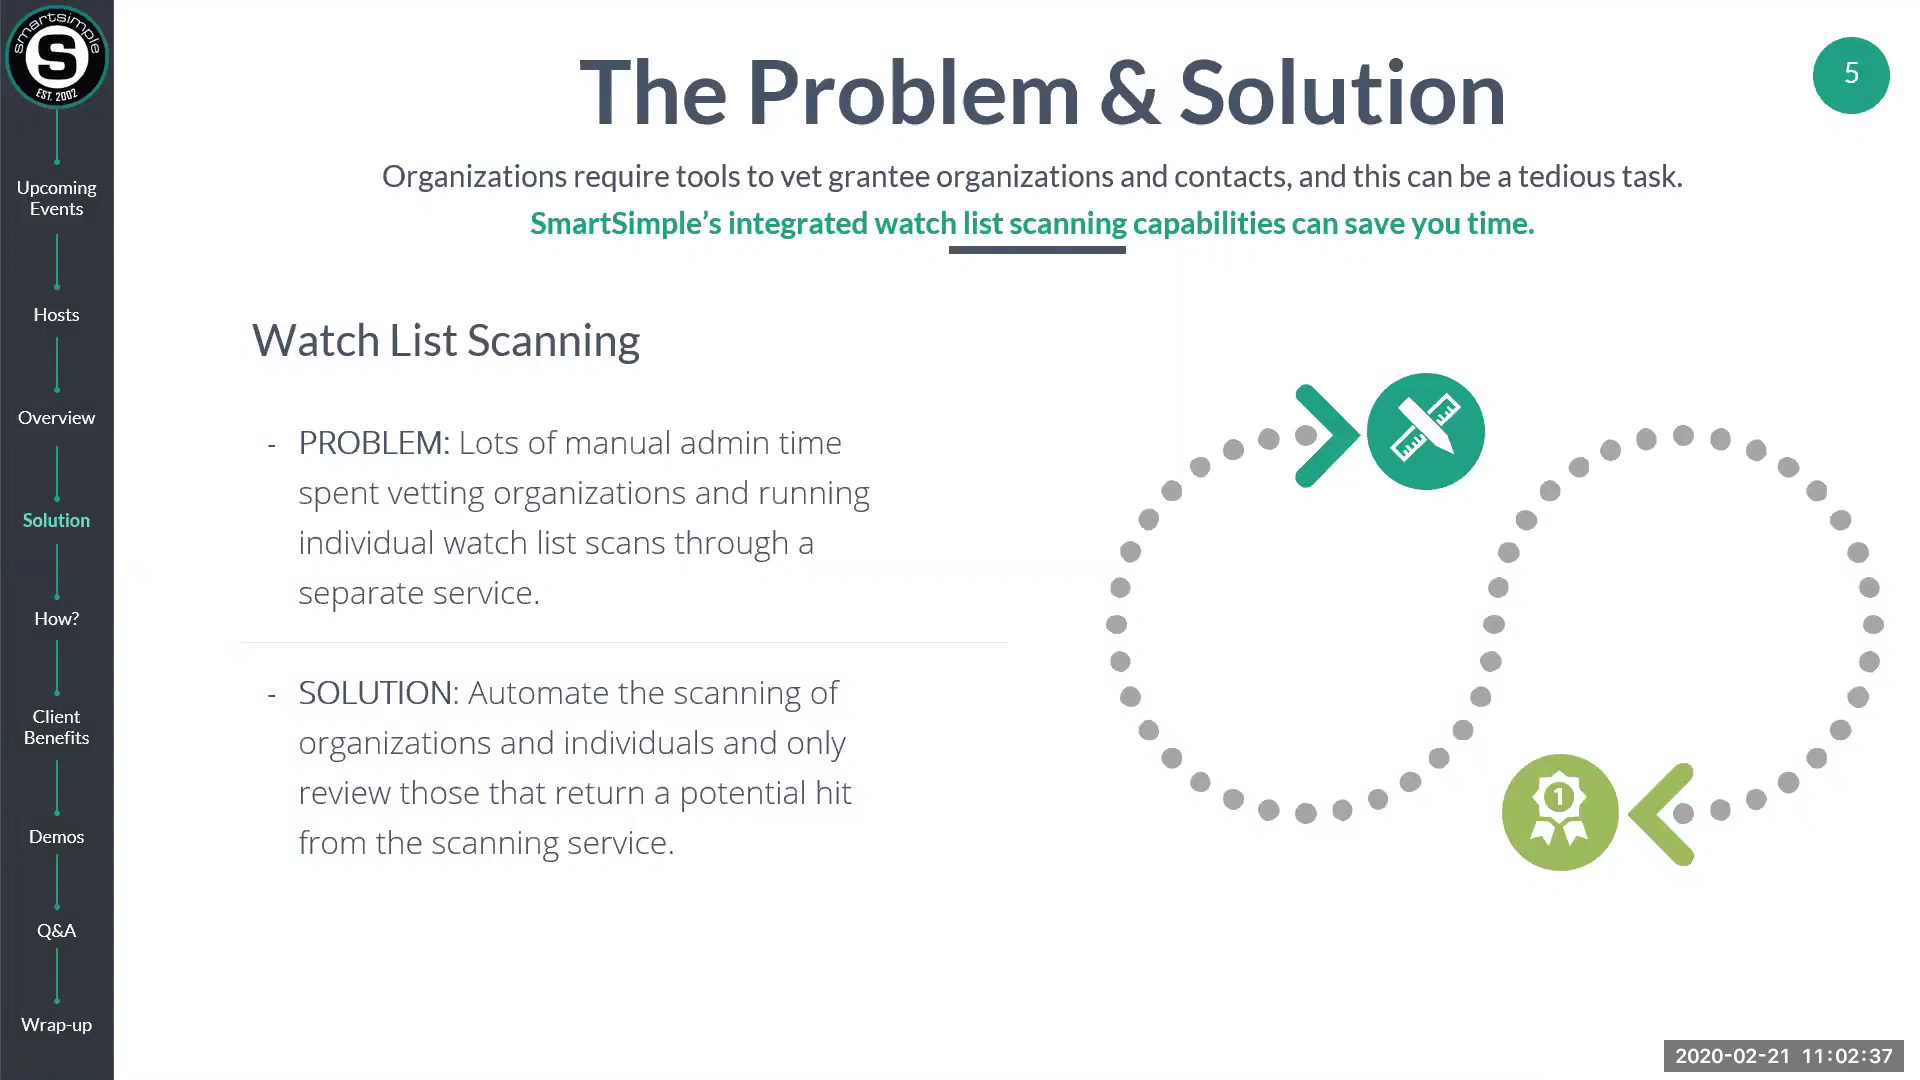 smartsimple
S
EST. 2002
Upcoming
Events
Hosts
Overview
Solution
How?
Client
Benefits
Demos
Q&A
Wrap-up
The Problem & Solution
5
Organizations require tools to vet grantee organizations and contacts, and this can be a tedious task.
SmartSimple’s integrated watch list scanning capabilities can save you time.
Watch List Scanning
- PROBLEM: Lots of manual admin time
spent vetting organizations and running
individual watch list scans through a
separate service.
- SOLUTION: Automate the scanning of
organizations and individuals and only
review those that return a potential hit
from the scanning service.
1
2020-02-21 11:02:37